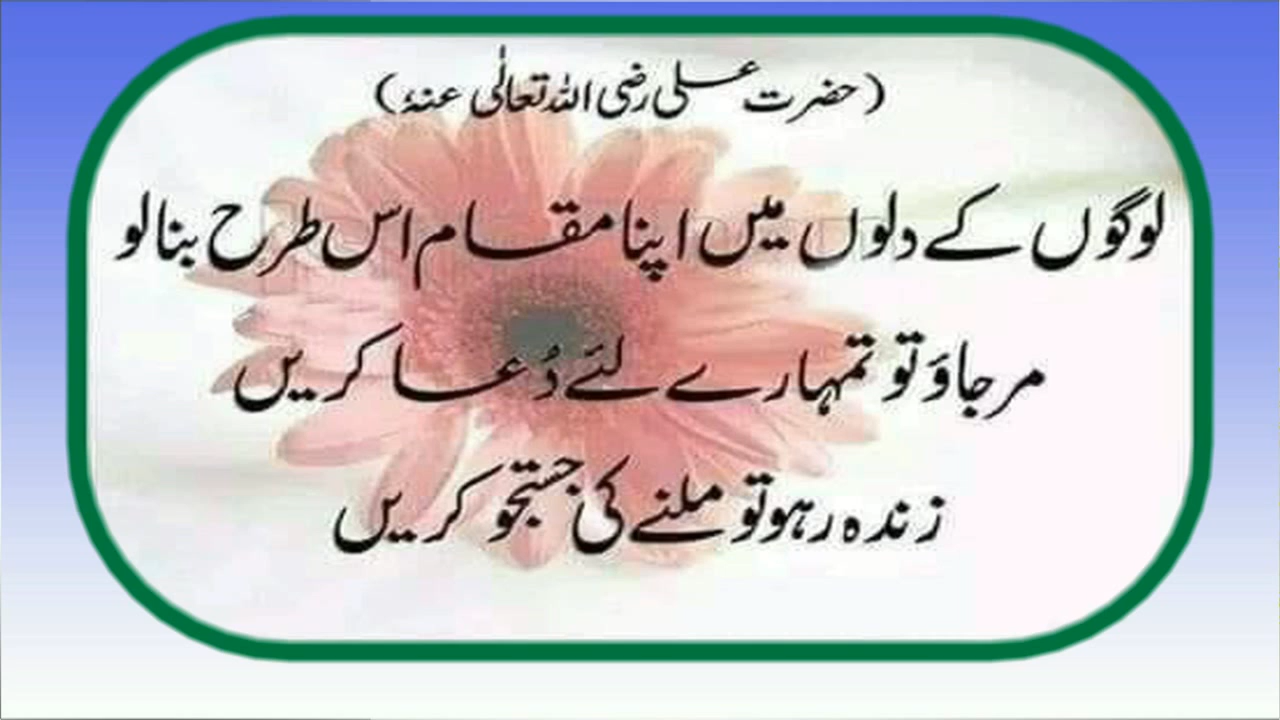 (حضرت علی رضی اللہ تعالٰی عنہٗ)
لوگوں کے دلوں میں اپنا مقام اس طرح بنالو
مرجاؤ تو تمہارے لئے دُعا کریں
زندہ رہو تو ملنے کی جستجو کریں